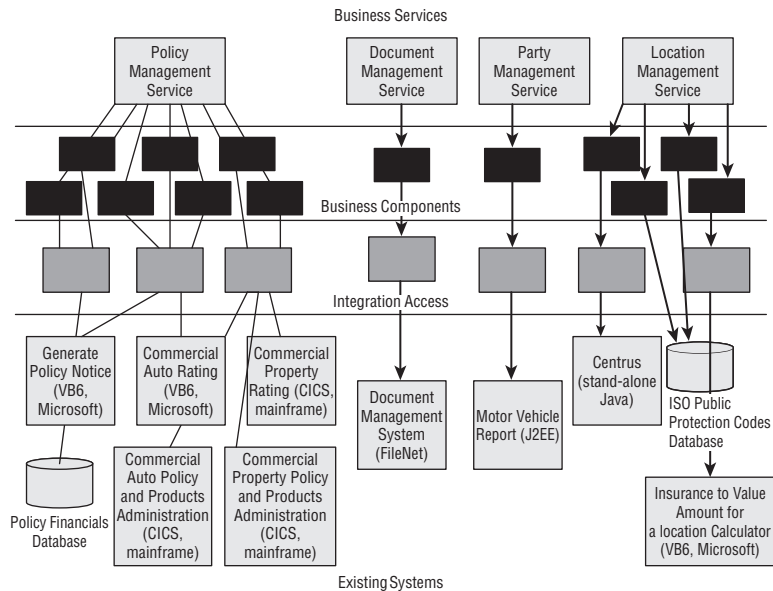 Business Services
Policy
Management
Service
Document
Management
Service
Party
Management
Service
Location
Management
Service
Business Components
Integration Access
Generate
Policy Notice
(VB6,
Microsoft)
Commercial
Auto Rating
(VB6,
Microsoft)
Commercial
Property
Rating (CICS,
mainframe)
Document
Management
System
(FileNet)
Motor Vehicle
Report (J2EE)
Centrus
(stand-alone
Java)
ISO Public
Protection Codes
Database
Policy Financials
Database
Commercial
Auto Policy
and Products
Administration
(CICS,
mainframe)
Commercial
Property Policy
and Products
Administration
(CICS,
mainframe)
Insurance to Value
Amount for
a location Calculator
(VB6, Microsoft)
Existing Systems